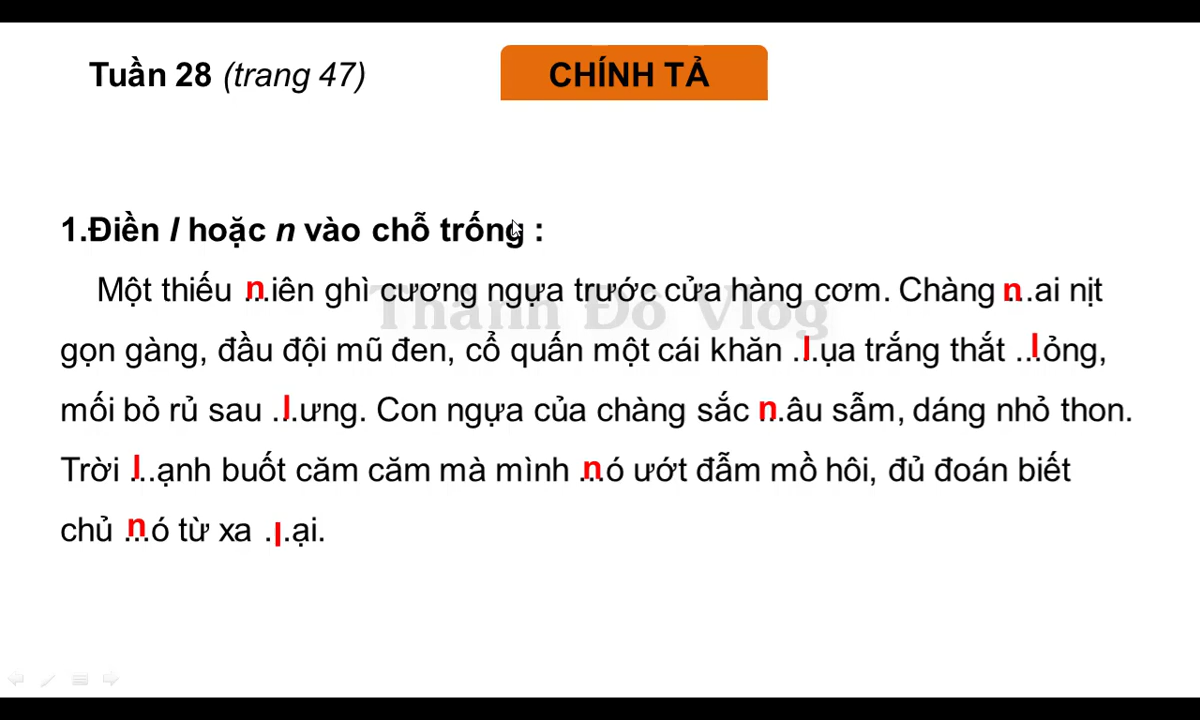 Tuần 28 (trang 47)
CHÍNH TẢ
1.Điền l hoặc n vào chỗ trống :
Một thiếu .n.iên ghì cương ngựa trước cửa hàng cơm. Chàng n..ai nịt
Thanh Đô Vlog
gọn gàng, đầu đội mũ đen, cổ quấn một cái khăn .l.ụa trắng thắt ..lỏng,
mối bỏ rủ sau .l.ưng. Con ngựa của chàng sắc n..âu sẫm, dáng nhỏ thon.
Trời l..ạnh buốt căm căm mà mình .n.ó ướt đẫm mồ hôi, đủ đoán biết
chủ .n.ó từ xa .l.ại.